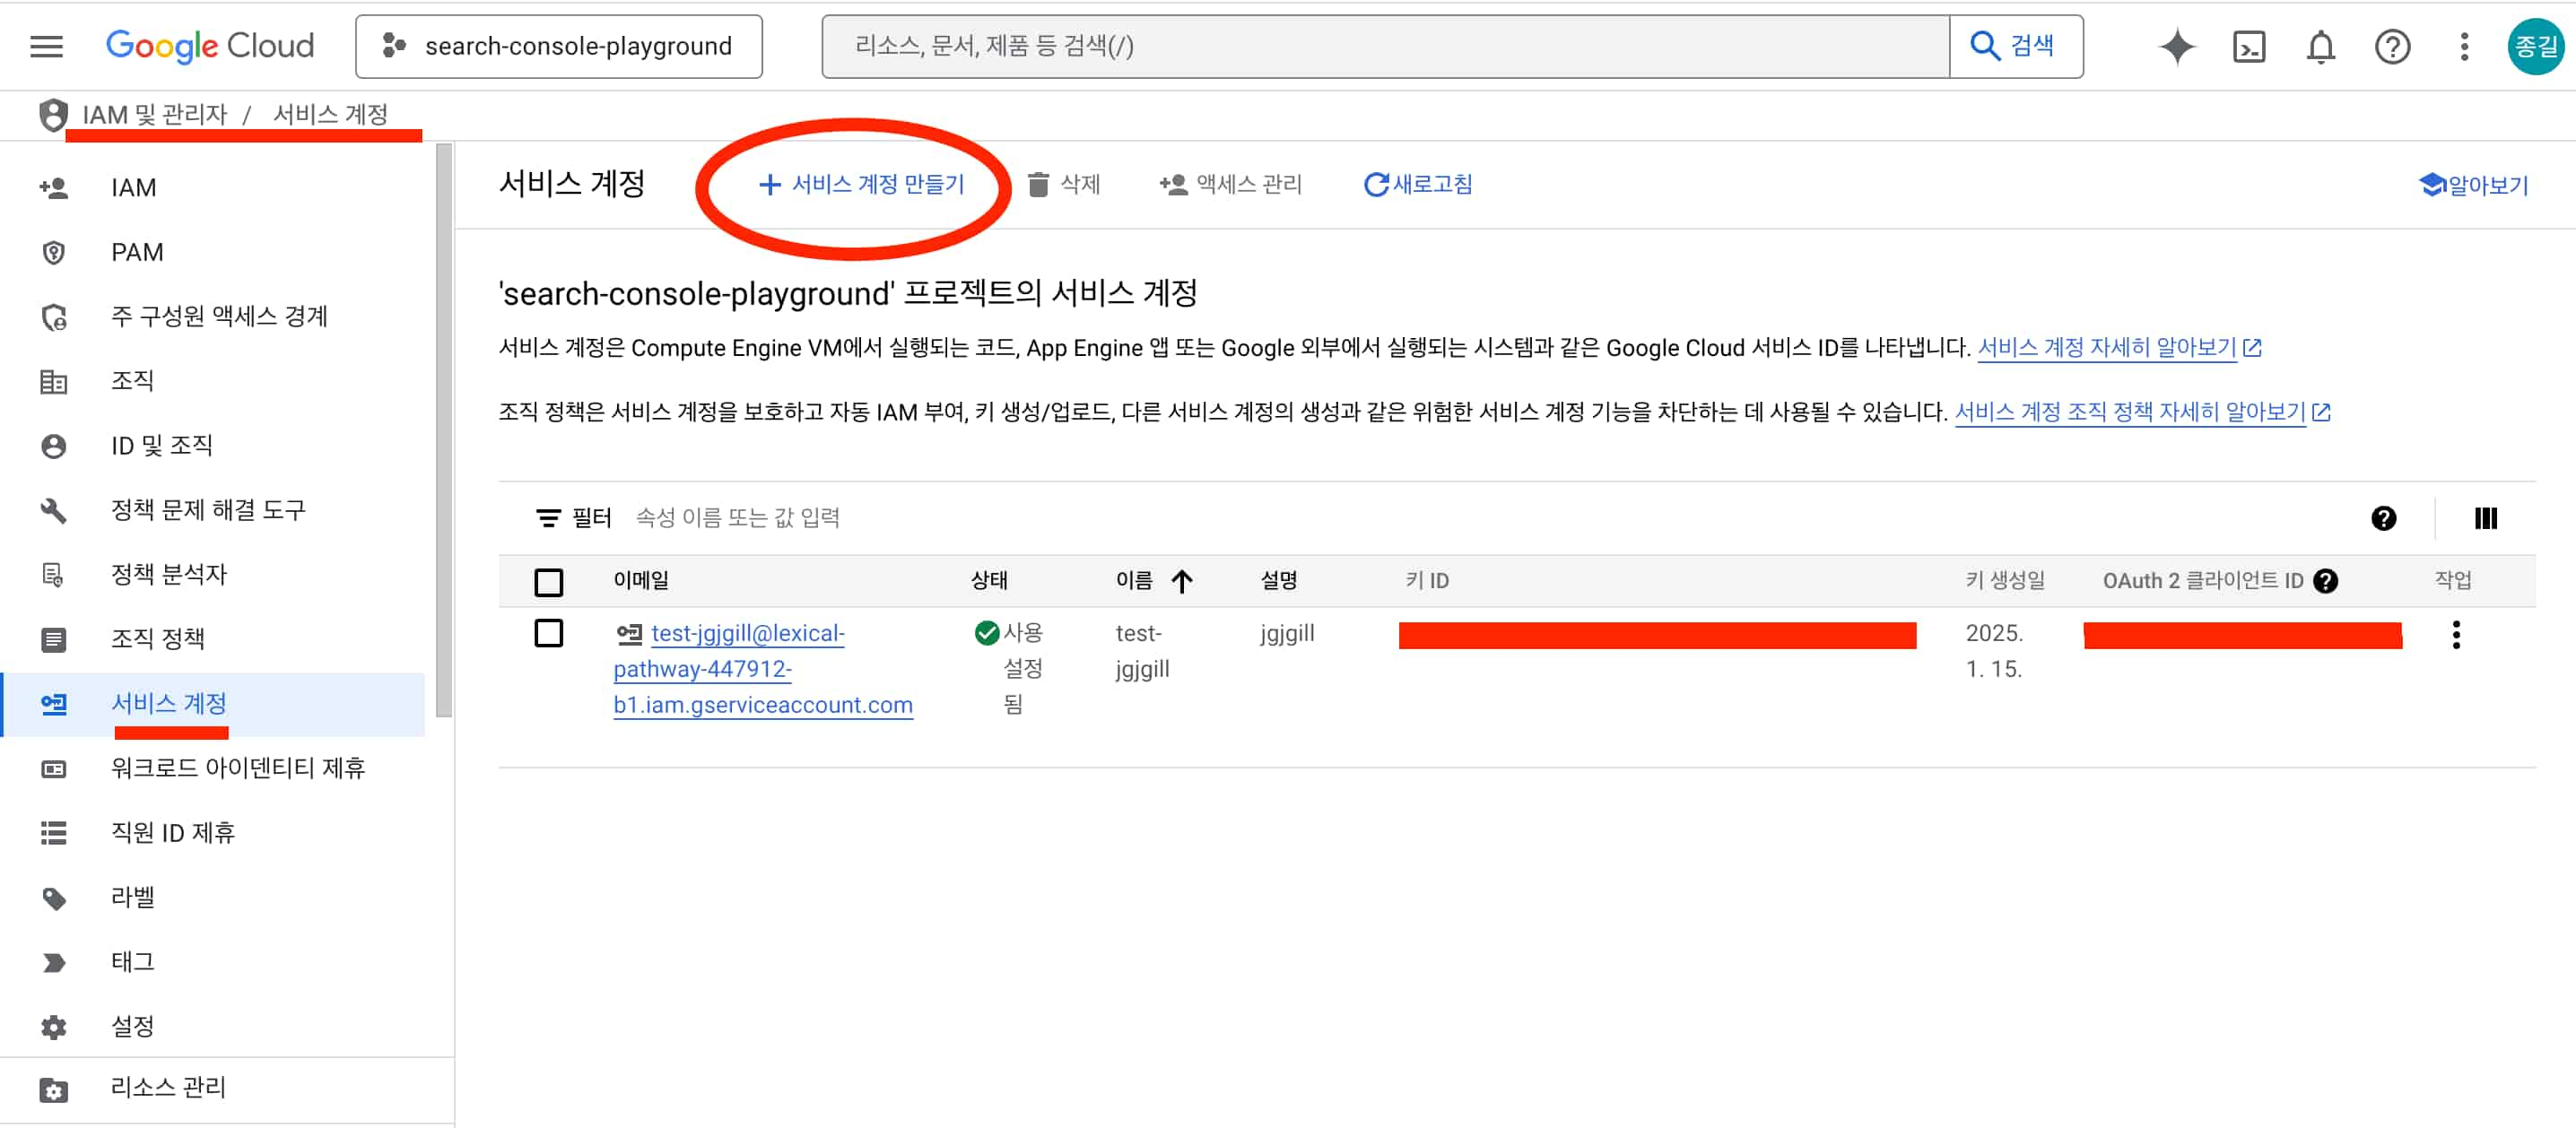 Google Cloud
search-console-playground
리소스, 문서, 제품 등 검색(/)
검색
종길
IAM 및 관리자 / 서비스 계정
IAM
PAM
주 구성원 액세스 경계
조직
ID 및 조직
정책 문제 해결 도구
정책 분석자
조직 정책
서비스 계정
워크로드 아이덴티티 제휴
직원 ID 제휴
라벨
태그
설정
리소스 관리
서비스 계정
서비스 계정 만들기
삭제
액세스 관리
새로고침
알아보기
'search-console-playground' 프로젝트의 서비스 계정
서비스 계정은 Compute Engine VM에서 실행되는 코드, App Engine 앱 또는 Google 외부에서 실행되는 시스템과 같은 Google Cloud 서비스 ID를 나타냅니다. 서비스 계정 자세히 알아보기
조직 정책은 서비스 계정을 보호하고 자동 IAM 부여, 키 생성/업로드, 다른 서비스 계정의 생성과 같은 위험한 서비스 계정 기능을 차단하는 데 사용될 수 있습니다. 서비스 계정 조직 정책 자세히 알아보기
필터 속성 이름 또는 값 입력
이메일 상태 이름 설명 키 ID 키 생성일 OAuth 2 클라이언트 ID 작업
test-jgjgill@lexical-
pathway-447912-
b1.iam.gserviceaccount.com
사용
설정
됨
test-
jgjgill
jgjgill
2025.
1. 15.